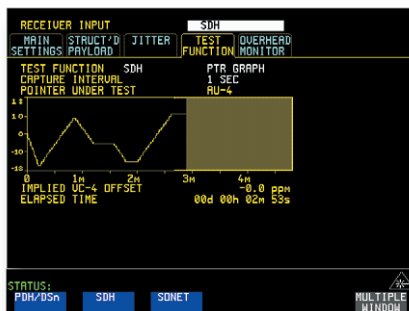 RECEIVER INPUT SDH
MAIN SETTINGS STRUCT'D PAYLOAD JITTER TEST FUNCTION OVERHEAD MONITOR
TEST FUNCTION SDH PTR GRAPH
CAPTURE INTERVAL 1 SEC
POINTER UNDER TEST AU-4
18
10
0
-10
-18
0 1M 2M 3M 4M
IMPLIED VC-4 OFFSET -0.0 ppm
ELAPSED TIME 00d 00h 02m 53s
STATUS:
PDH/DSn SDH SONET MULTIPLE WINDOW